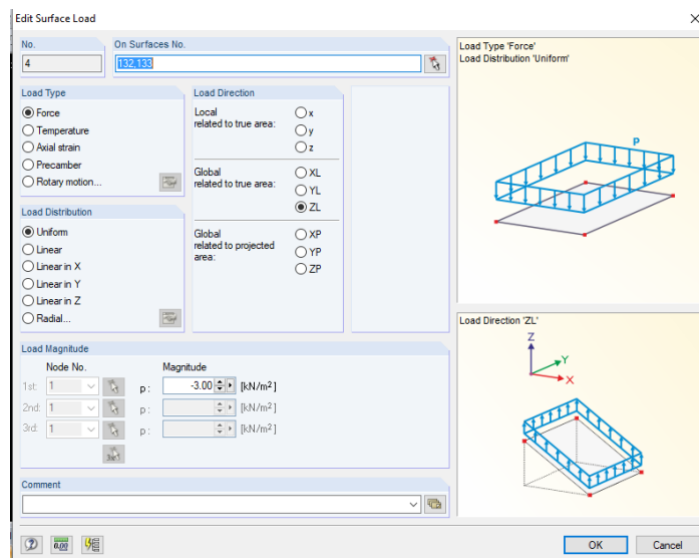 Edit Surface Load
No.
4
On Surfaces No.
132,133
Load Type
Force
Temperature
Axial strain
Precamber
Rotary motion...
Load Distribution
Uniform
Linear
Linear in X
Linear in Y
Linear in Z
Radial...
Load Direction
Local
related to true area:
x
y
z
Global
related to true area:
XL
YL
ZL
Global
related to projected
area:
XP
YP
ZP
Load Magnitude
Node No.
Magnitude
1st: 1 p : -3.00 [kN/m²]
2nd: 1 p : [kN/m²]
3rd: 1 p : [kN/m²]
Comment
Load Type 'Force'
Load Distribution 'Uniform'
p
Load Direction 'ZL'
Z
Y
X
0.00
OK
Cancel